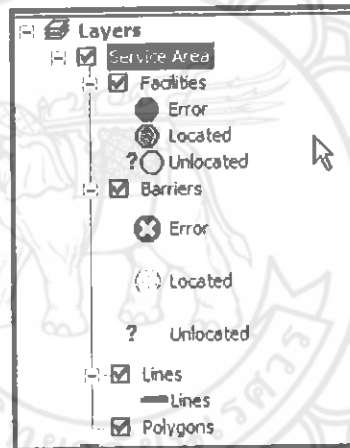 Layers
Service Area
Facilities
Error
Located
? Unlocated
Barriers
Error
Located
? Unlocated
Lines
Lines
Polygons